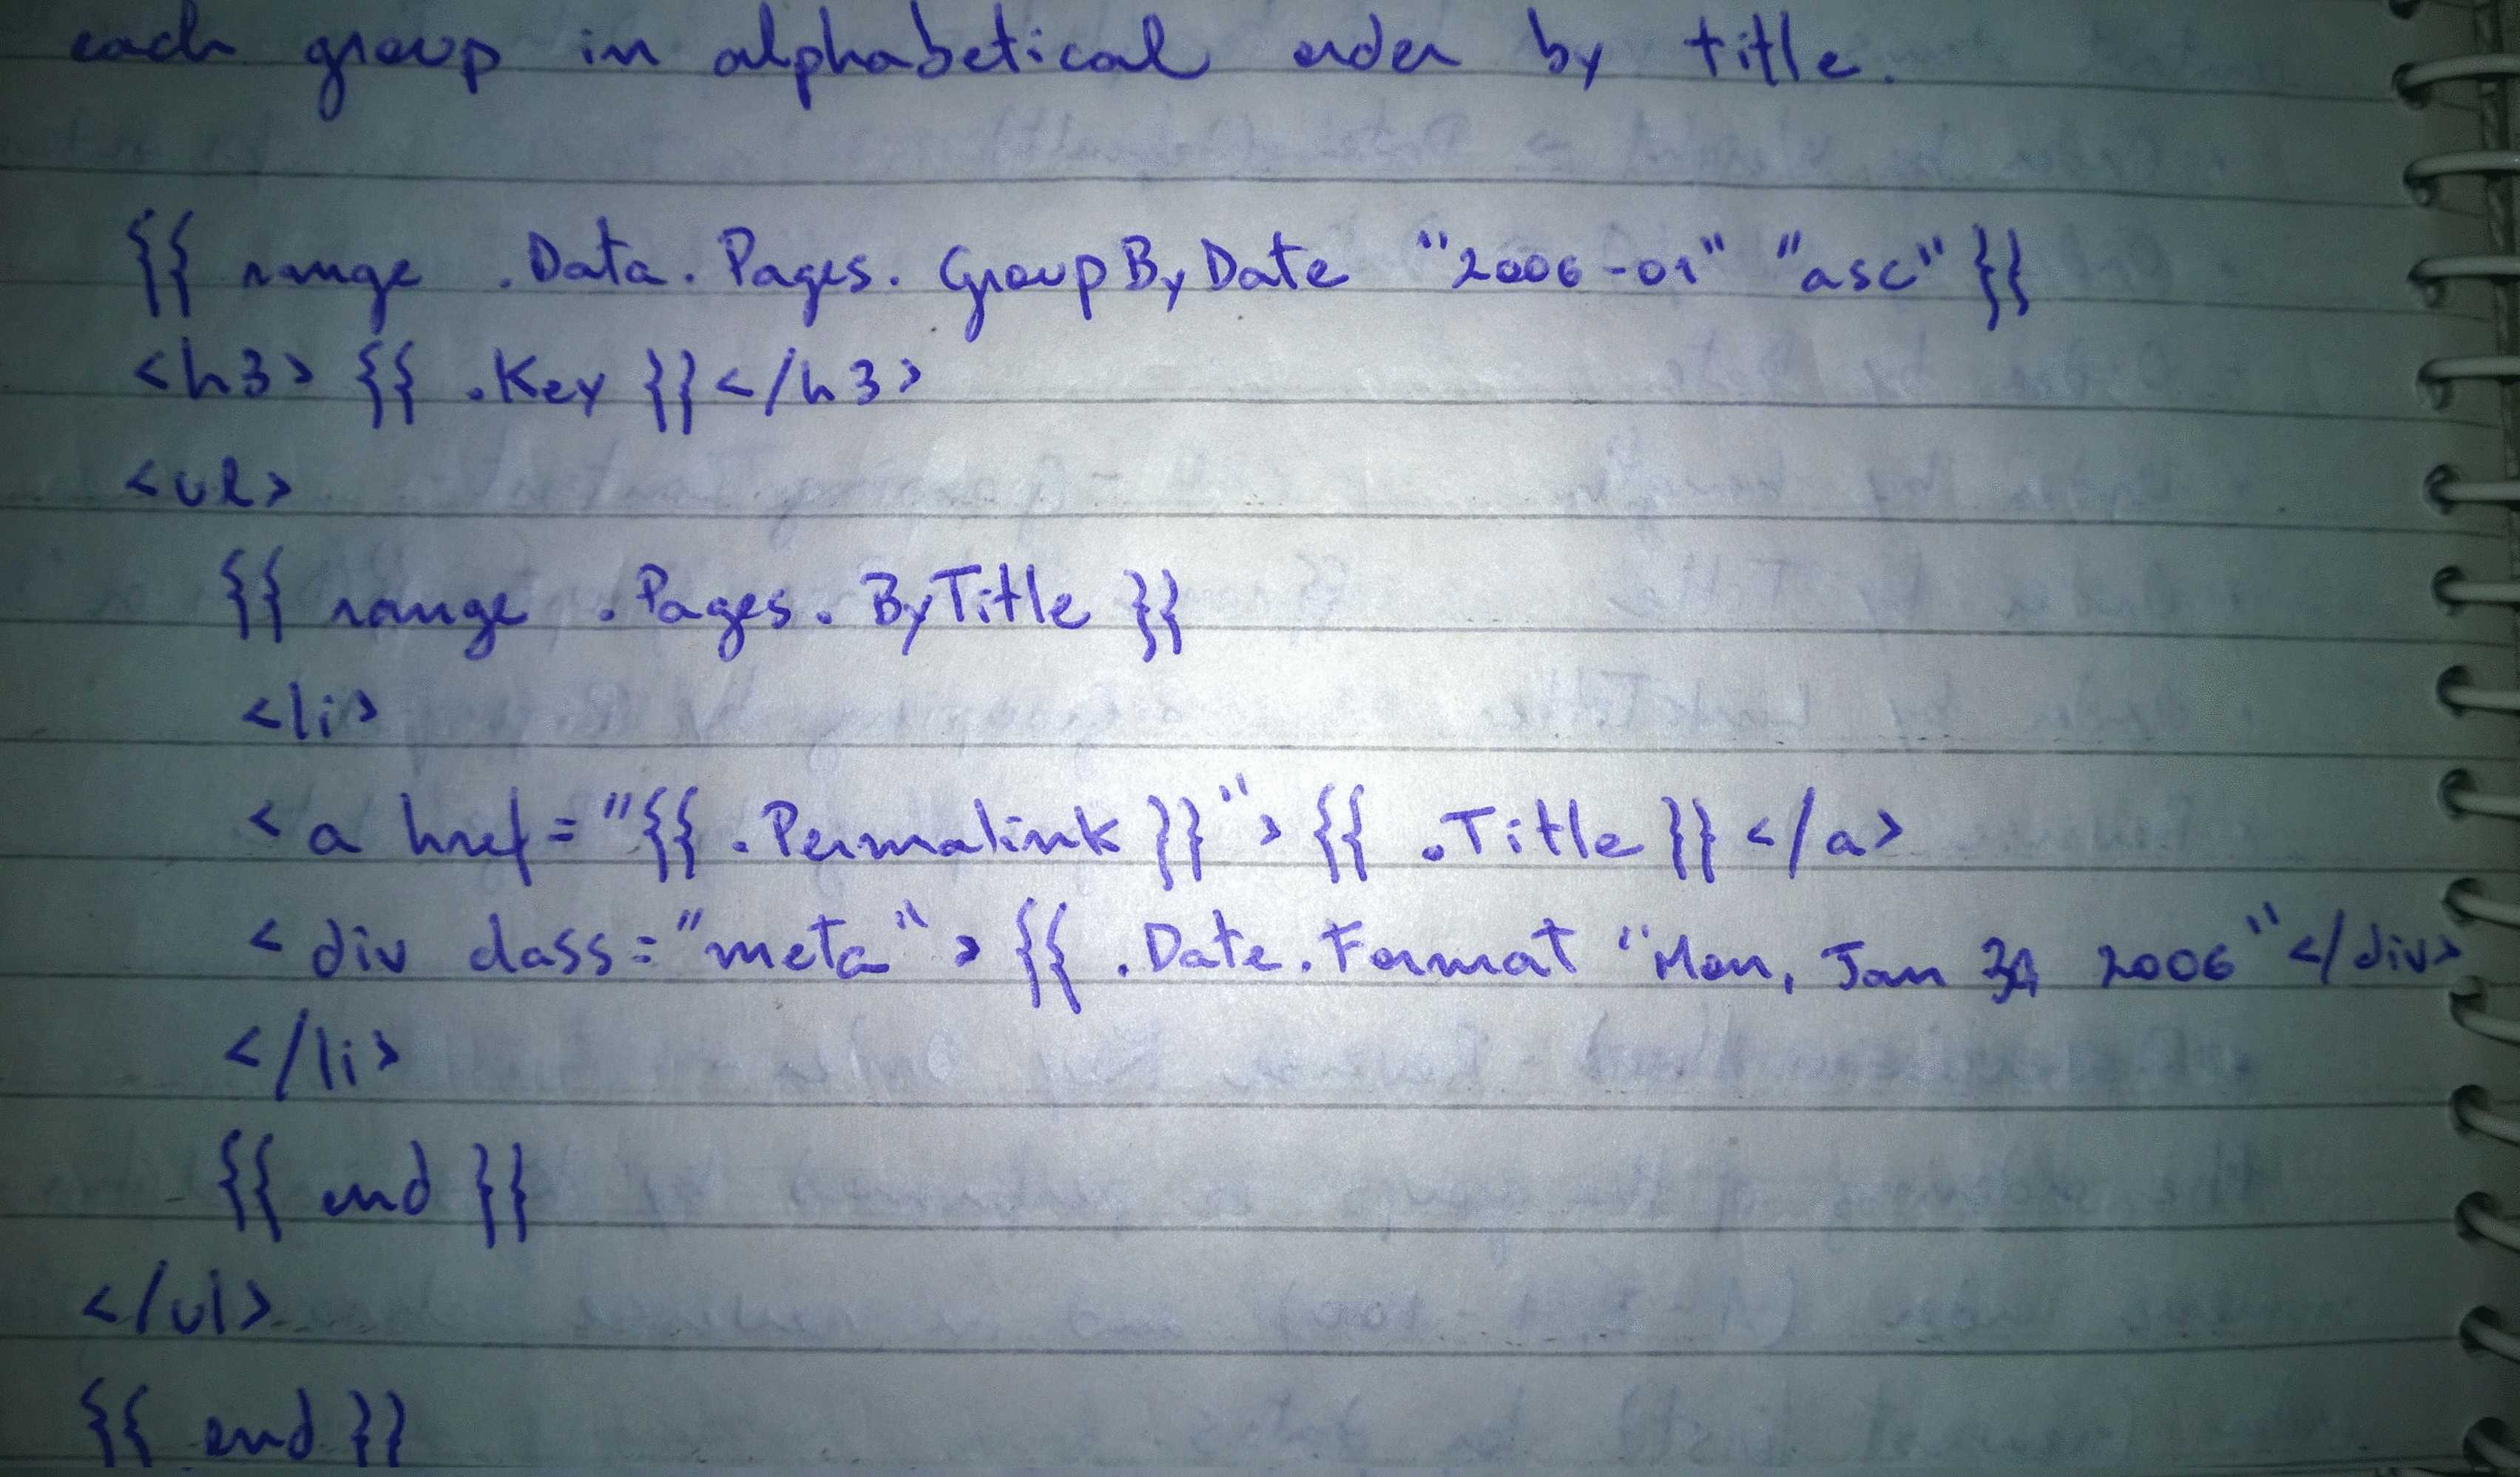 each group in alphabetical order by title.
{{ range .Data.Pages.GroupByDate "2006-01" "asc" }}
<h3> {{ .Key }}</h3>
<ul>
{{ range .Pages.ByTitle }}
<li>
<a href="{{ .Permalink }}"> {{ .Title }}</a>
<div class="meta"> {{ .Date.Format "Mon, Jan 2006"</div>
</li>
{{ end }}
</ul>
{{ end }}